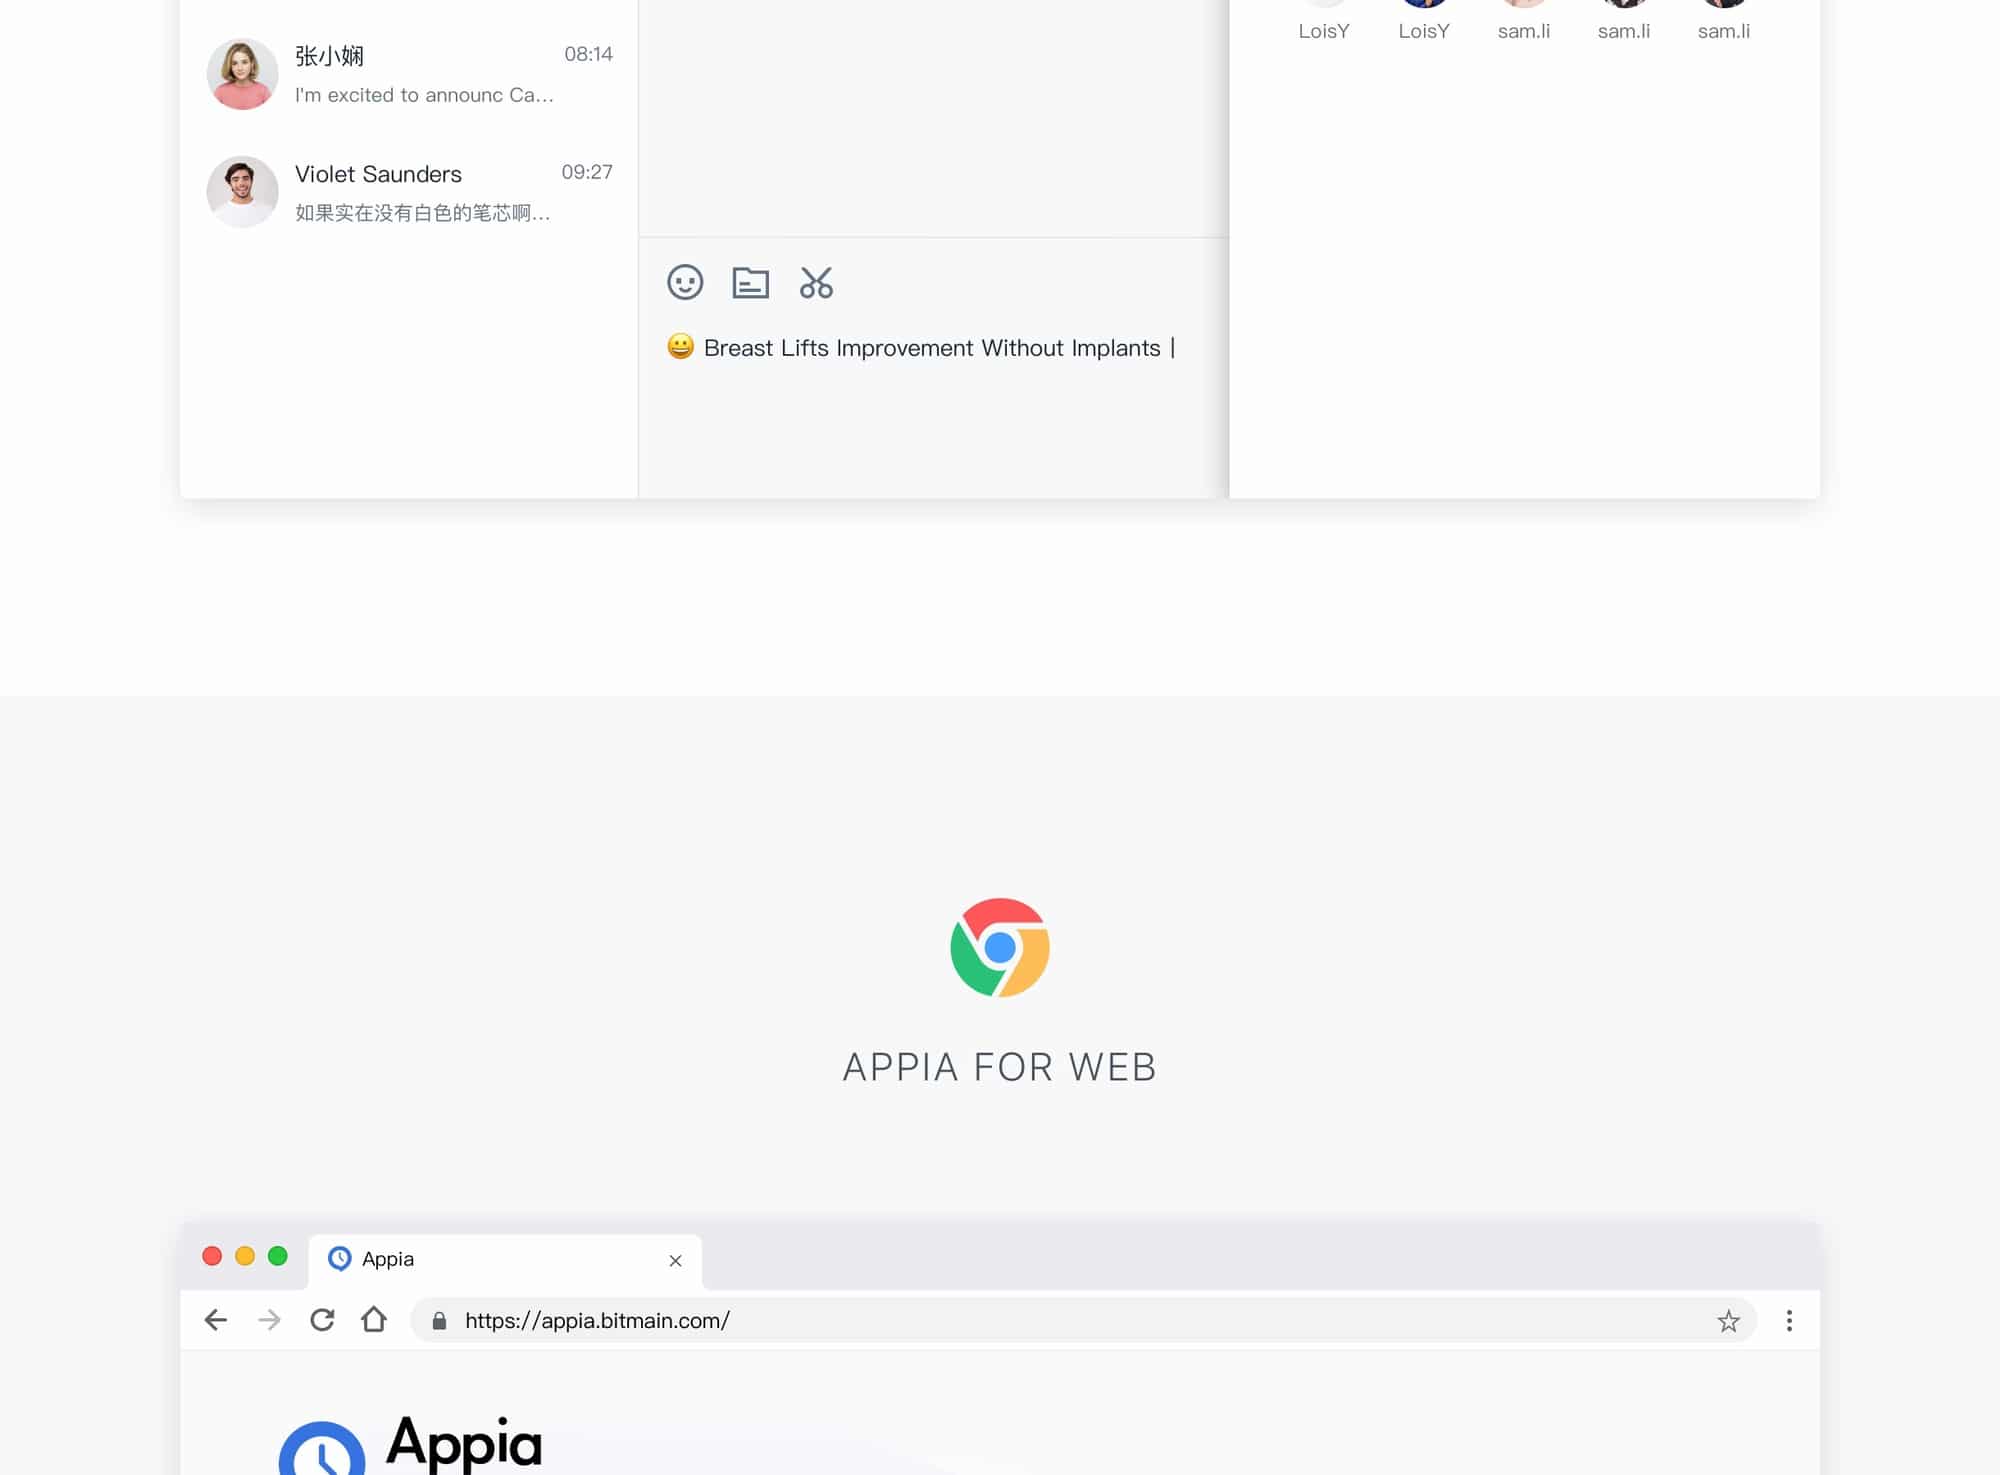 LoisY LoisY sam.li sam.li sam.li
张小娴 08:14
I'm excited to announc Ca...
Violet Saunders 09:27
如果实在没有白色的笔芯啊...
😀 Breast Lifts Improvement Without Implants
APPIA FOR WEB
Appia
https://appia.bitmain.com/
Appia